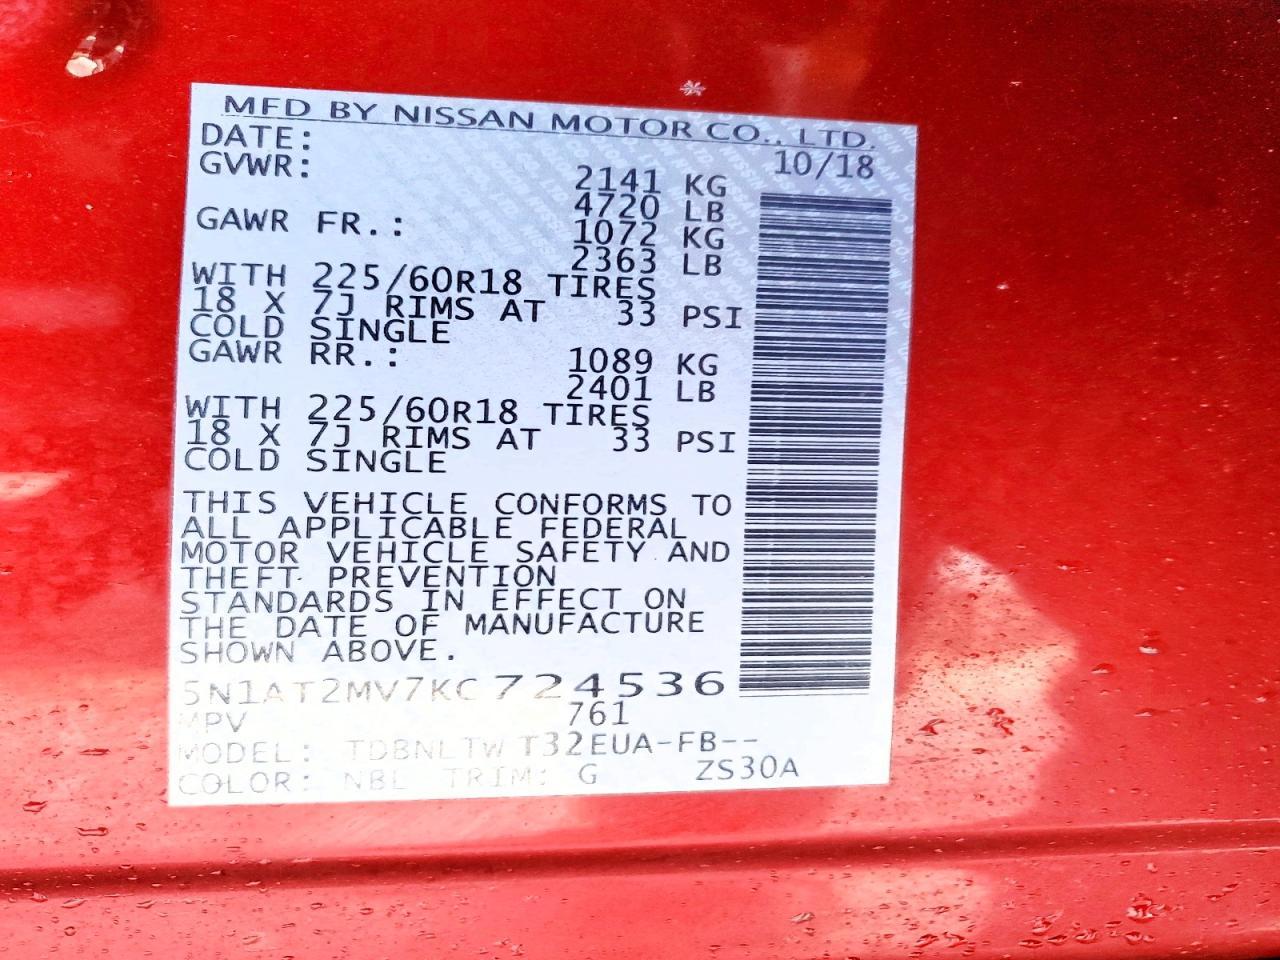 MFD BY NISSAN MOTOR CO., LTD.
DATE: 10/18
GVWR: 2141 KG
4720 LB
GAWR FR.: 1072 KG
2363 LB
WITH 225/60R18 TIRES
18 X 7J RIMS AT 33 PSI
COLD SINGLE
GAWR RR.: 1089 KG
2401 LB
WITH 225/60R18 TIRES
18 X 7J RIMS AT 33 PSI
COLD SINGLE
THIS VEHICLE CONFORMS TO
ALL APPLICABLE FEDERAL
MOTOR VEHICLE SAFETY AND
THEFT PREVENTION
STANDARDS IN EFFECT ON
THE DATE OF MANUFACTURE
SHOWN ABOVE.
5N1AT2MV7KC724536
MPV 761
MODEL: TDBNLTWT32EUA-FB--
COLOR: NBL TRIM: G ZS30A